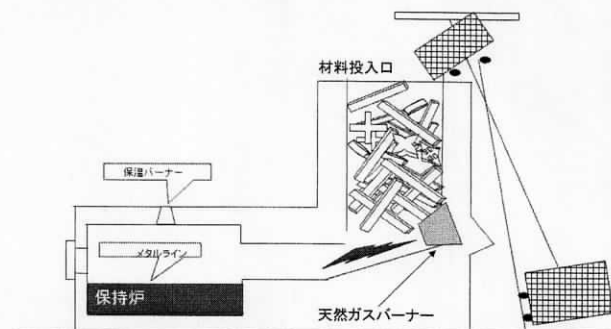 材料投入口
保温バーナー
メタルライン
保持炉
天然ガスバーナー